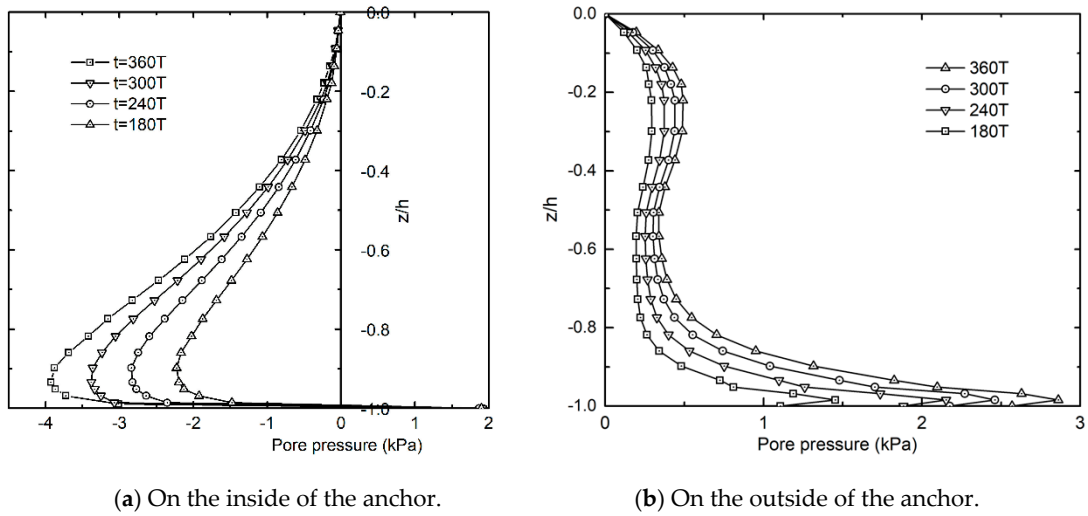 0.0
-0.2
-0.4
-0.6
-0.8
-1.0
z/h
t=360T
t=300T
t=240T
t=180T
-4
-3
-2
-1
0
1
2
Pore pressure (kPa)
(a) On the inside of the anchor.
0.0
-0.2
-0.4
-0.6
-0.8
-1.0
z/h
360T
300T
240T
180T
0
1
2
3
Pore pressure (kPa)
(b) On the outside of the anchor.